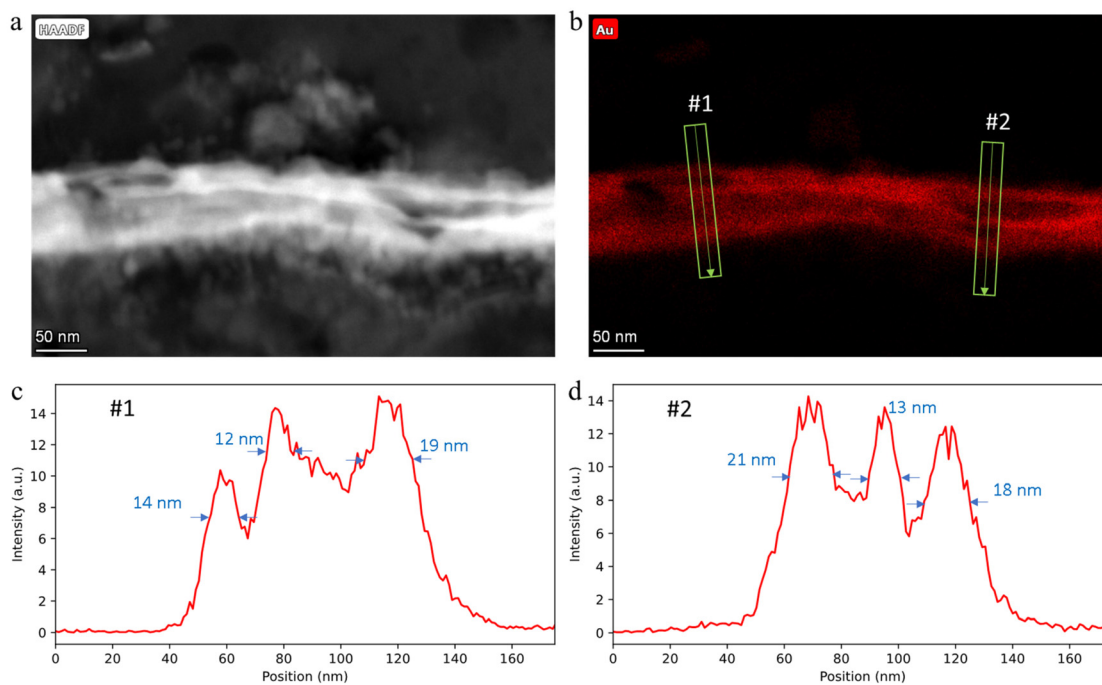 a
HAADF
50 nm
b
Au
#1
#2
50 nm
c
#1
14 nm
12 nm
19 nm
Intensity (a.u.)
14
12
10
8
6
4
2
0
0 20 40 60 80 100 120 140 160
Position (nm)
d
#2
21 nm
13 nm
18 nm
Intensity (a.u.)
14
12
10
8
6
4
2
0
0 20 40 60 80 100 120 140 160
Position (nm)